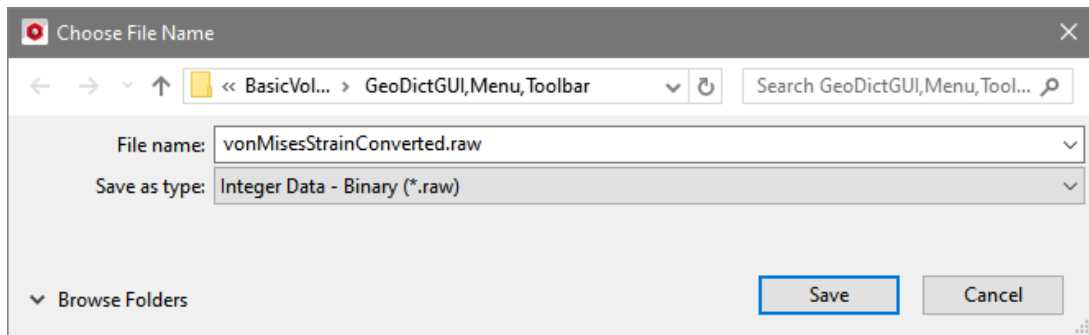 Choose File Name
« BasicVol... › GeoDictGUI,Menu,Toolbar
Search GeoDictGUI,Menu,Tool...
File name: vonMisesStrainConverted.raw
Save as type: Integer Data - Binary (*.raw)
Browse Folders
Save
Cancel